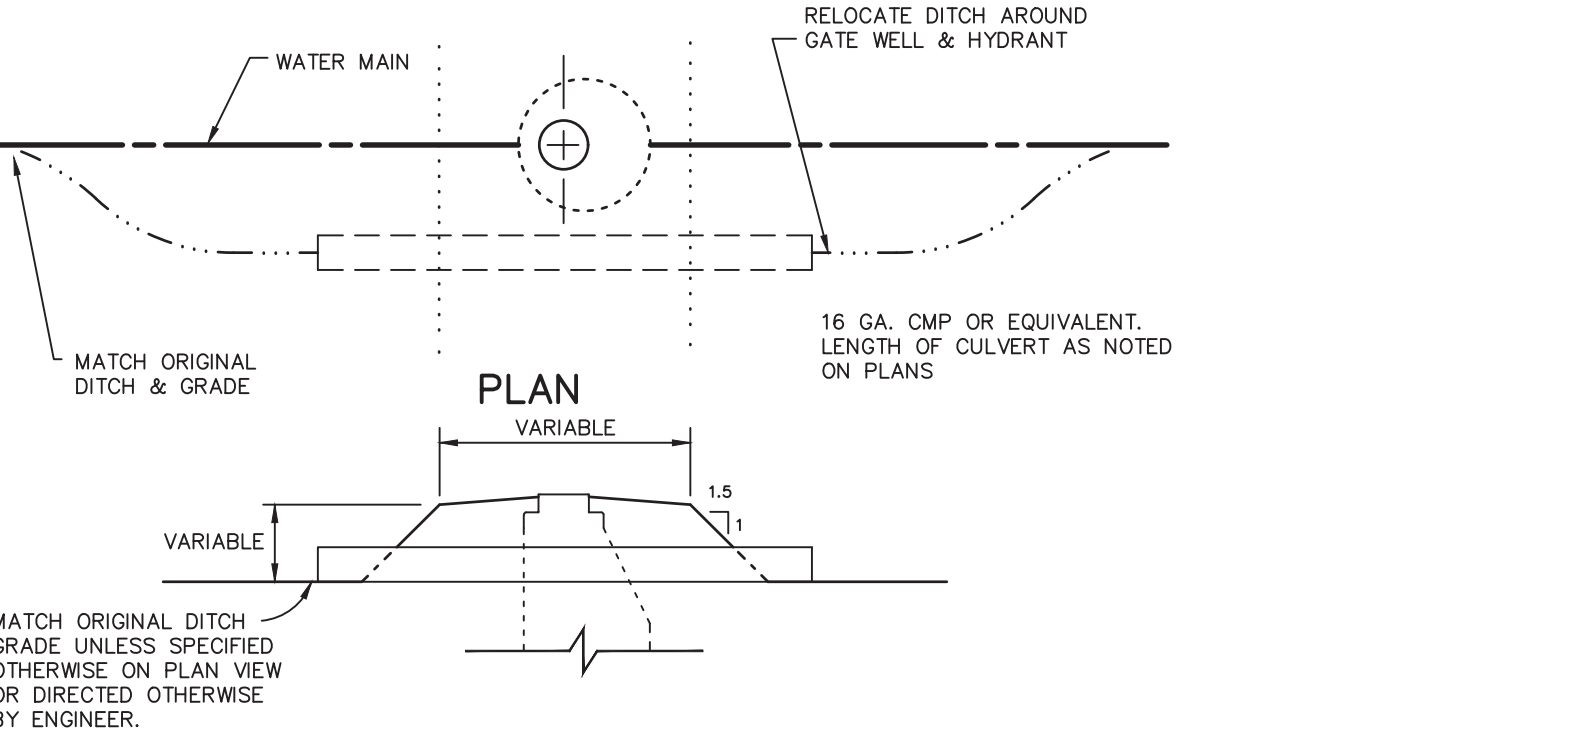 RELOCATE DITCH AROUND
GATE WELL & HYDRANT
WATER MAIN
16 GA. CMP OR EQUIVALENT.
LENGTH OF CULVERT AS NOTED
ON PLANS
MATCH ORIGINAL
DITCH & GRADE
PLAN
VARIABLE
1.5
1
VARIABLE
MATCH ORIGINAL DITCH
GRADE UNLESS SPECIFIED
OTHERWISE ON PLAN VIEW
OR DIRECTED OTHERWISE
BY ENGINEER.